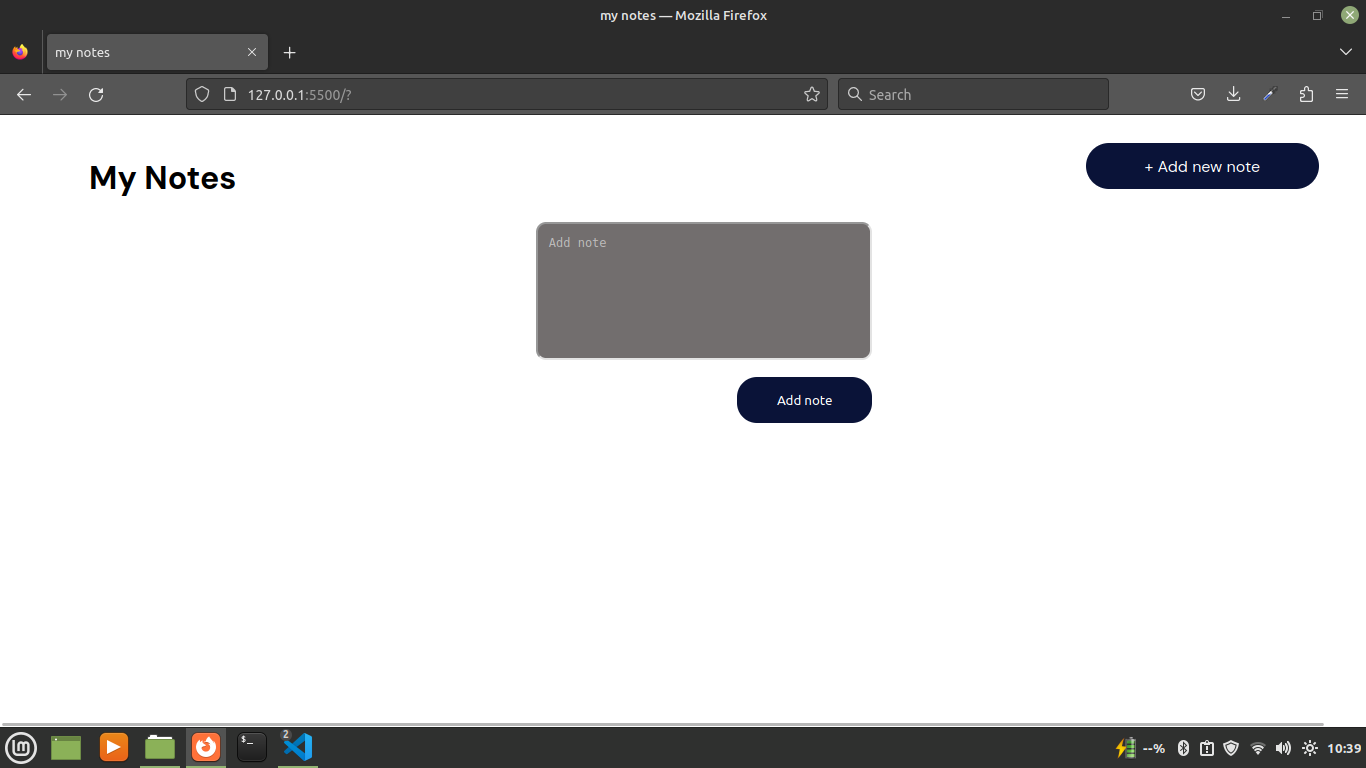 my notes — Mozilla Firefox
my notes
127.0.0.1:5500/?
Search
My Notes
+ Add new note
Add note
Add note
2
$_
--%
10:39